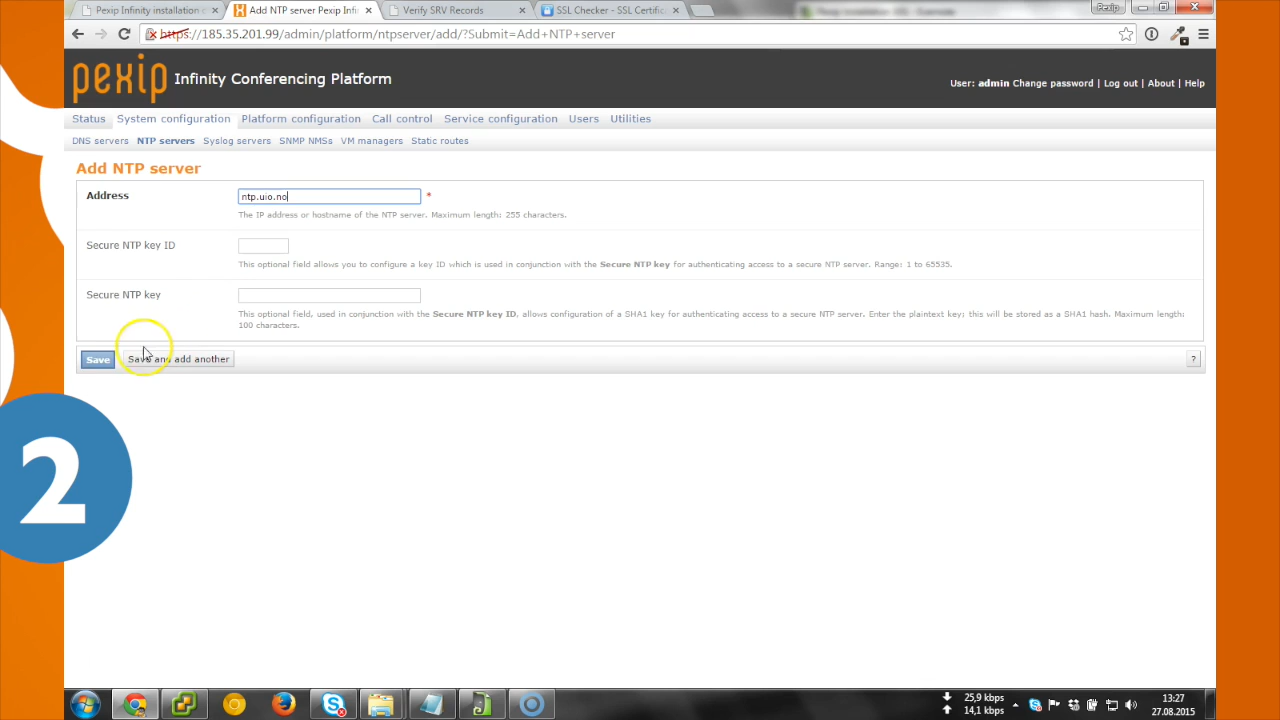 Pexip Infinity installation c
Add NTP server Pexip Infi
Verify SRV Records
SSL Checker - SSL Certific
Pexip
https://185.35.201.99/admin/platform/ntpserver/add/?Submit=Add+NTP+server
pexip Infinity Conferencing Platform
User: admin Change password | Log out | About | Help
Status System configuration Platform configuration Call control Service configuration Users Utilities
DNS servers NTP servers Syslog servers SNMP NMSs VM managers Static routes
Add NTP server
Address
ntp.uio.no
*
The IP address or hostname of the NTP server. Maximum length: 255 characters.
Secure NTP key ID
This optional field allows you to configure a key ID which is used in conjunction with the Secure NTP key for authenticating access to a secure NTP server. Range: 1 to 65535.
Secure NTP key
This optional field, used in conjunction with the Secure NTP key ID, allows configuration of a SHA1 key for authenticating access to a secure NTP server. Enter the plaintext key; this will be stored as a SHA1 hash. Maximum length:
100 characters.
Save
Save and add another
?
2
25,9 kbps
14,1 kbps
13:27
27.08.2015